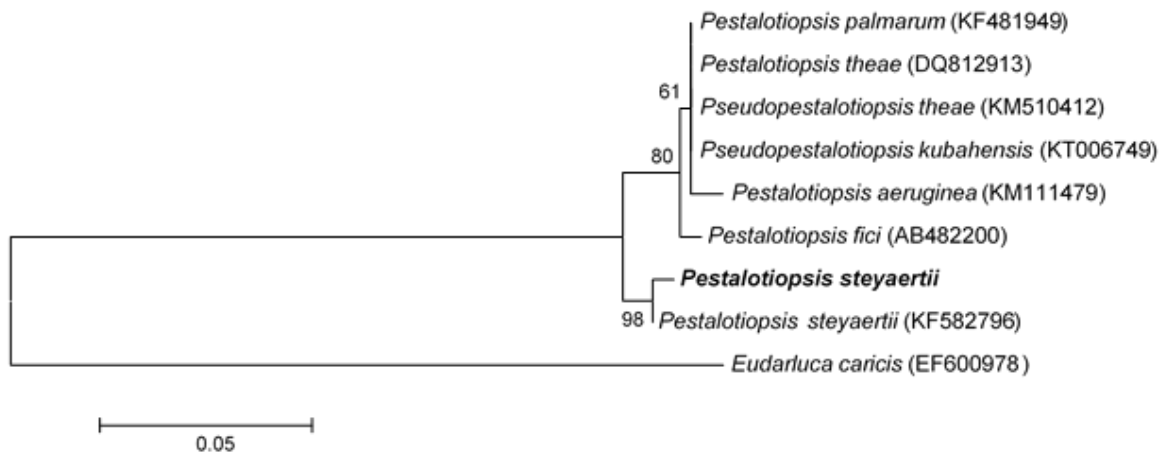 Pestalotiopsis palmarum (KF481949)
Pestalotiopsis theae (DQ812913)
61
Pseudopestalotiopsis theae (KM510412)
Pseudopestalotiopsis kubahensis (KT006749)
80
Pestalotiopsis aeruginea (KM111479)
Pestalotiopsis fici (AB482200)
Pestalotiopsis steyaertii
98
Pestalotiopsis steyaertii (KF582796)
Eudarluca caricis (EF600978)
0.05